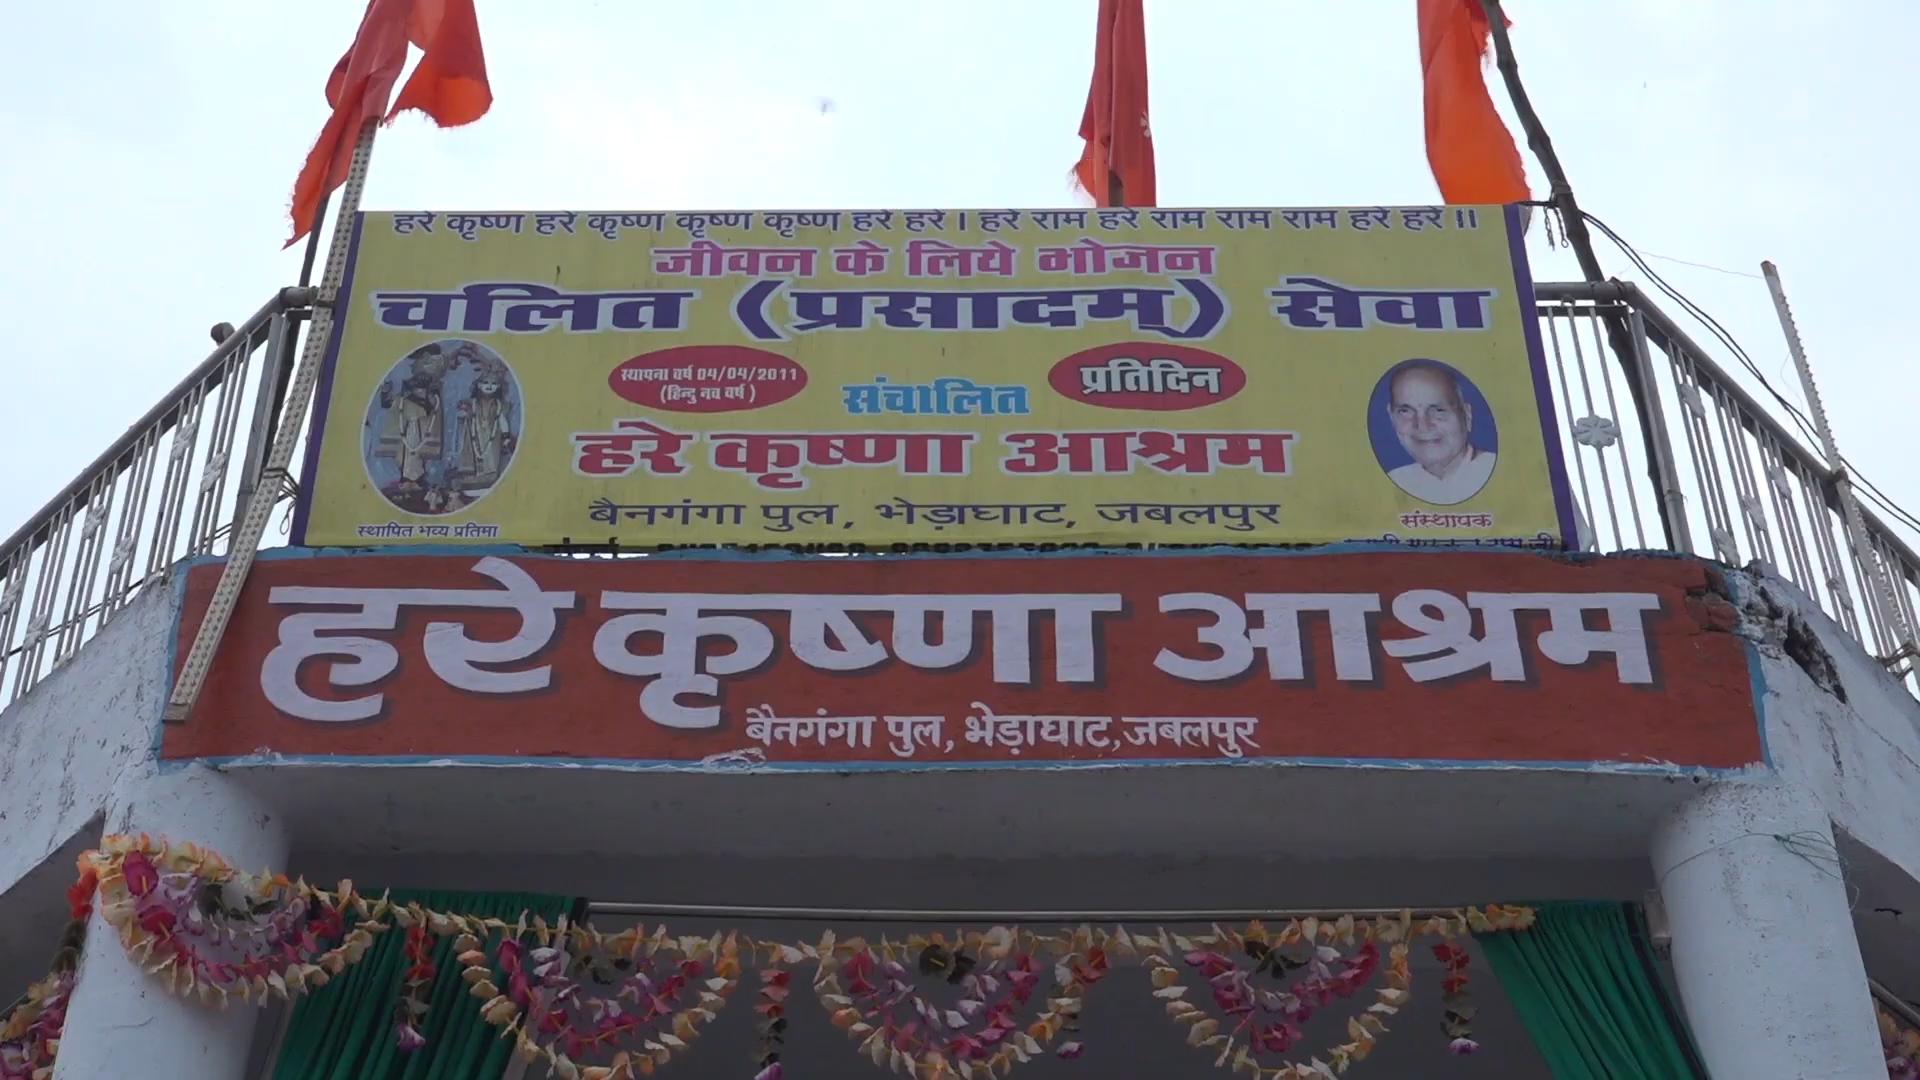 हरे कृष्ण हरे कृष्ण कृष्ण कृष्ण हरे हरे । हरे राम हरे राम राम राम हरे हरे ।।
जीवन के लिये भोजन
चलित (प्रसादम्) सेवा
स्थापना वर्ष 04/04/2011
(हिन्दु नव वर्ष)
संचालित
प्रतिदिन
हरे कृष्णा आश्रम
बैनगंगा पुल, भेड़ाघाट, जबलपुर
स्थापित भव्य प्रतिमा
संस्थापक
हरे कृष्णा आश्रम
बैनगंगा पुल, भेड़ाघाट, जबलपुर